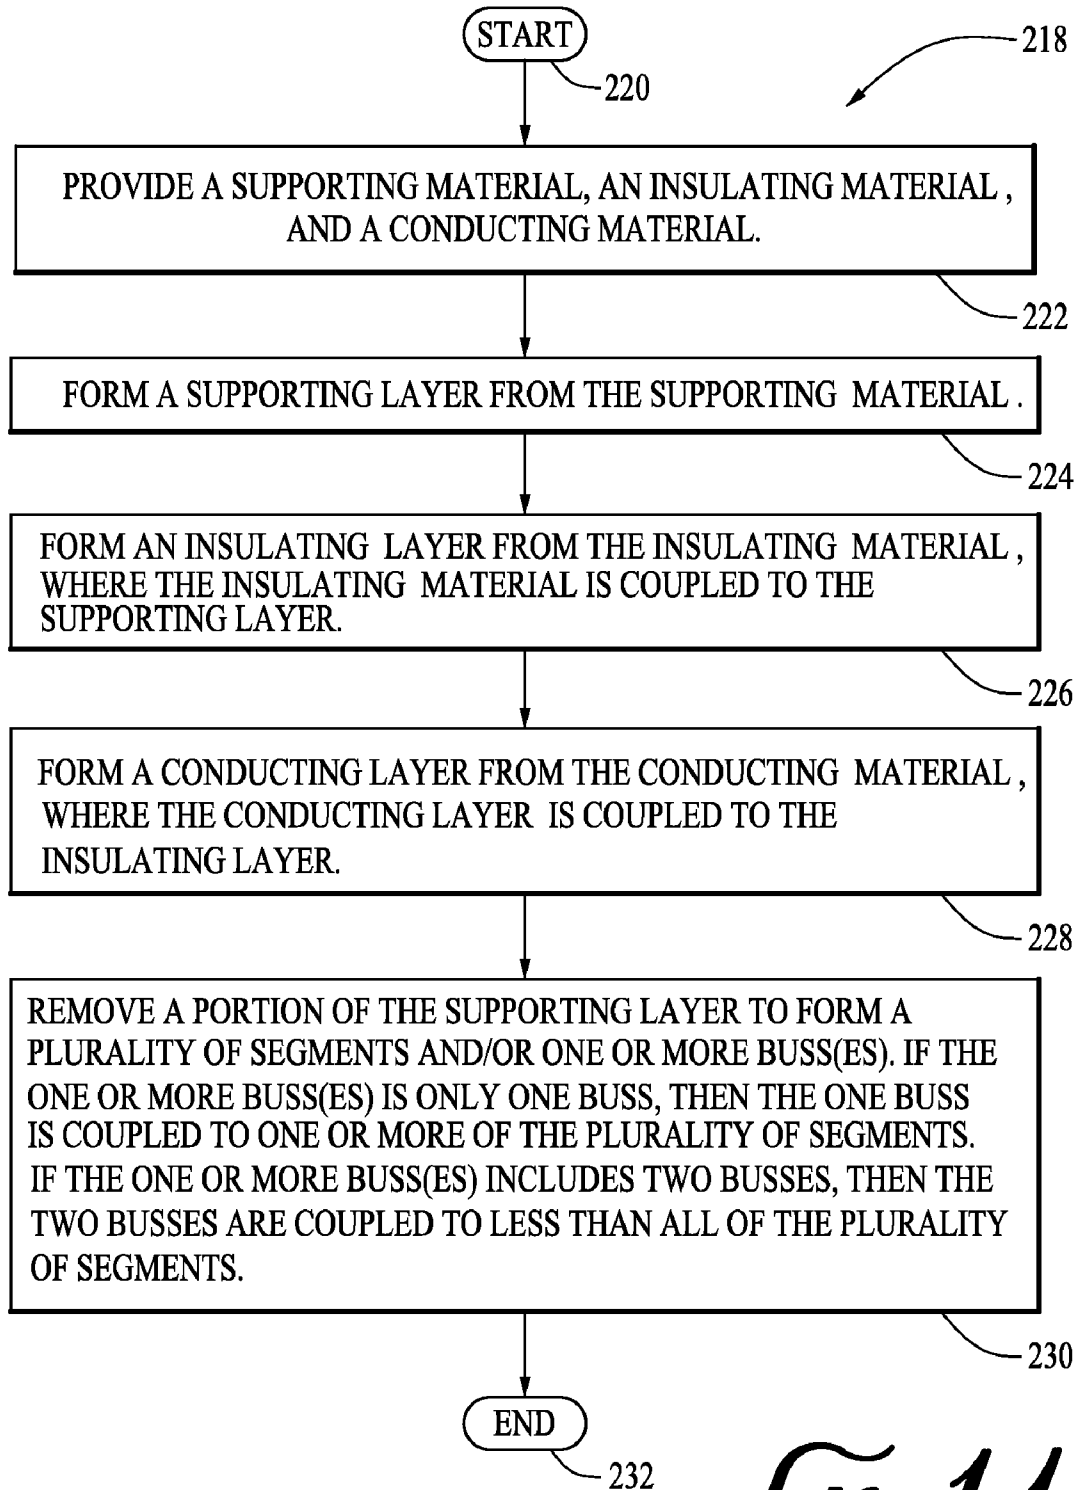 START
218
220
PROVIDE A SUPPORTING MATERIAL, AN INSULATING MATERIAL ,
AND A CONDUCTING MATERIAL.
222
FORM A SUPPORTING LAYER FROM THE SUPPORTING MATERIAL .
224
FORM AN INSULATING LAYER FROM THE INSULATING MATERIAL ,
WHERE THE INSULATING MATERIAL IS COUPLED TO THE
SUPPORTING LAYER.
226
FORM A CONDUCTING LAYER FROM THE CONDUCTING MATERIAL ,
WHERE THE CONDUCTING LAYER IS COUPLED TO THE
INSULATING LAYER.
228
REMOVE A PORTION OF THE SUPPORTING LAYER TO FORM A
PLURALITY OF SEGMENTS AND/OR ONE OR MORE BUSS(ES). IF THE
ONE OR MORE BUSS(ES) IS ONLY ONE BUSS, THEN THE ONE BUSS
IS COUPLED TO ONE OR MORE OF THE PLURALITY OF SEGMENTS.
IF THE ONE OR MORE BUSS(ES) INCLUDES TWO BUSSES, THEN THE
TWO BUSSES ARE COUPLED TO LESS THAN ALL OF THE PLURALITY
OF SEGMENTS.
230
END
232